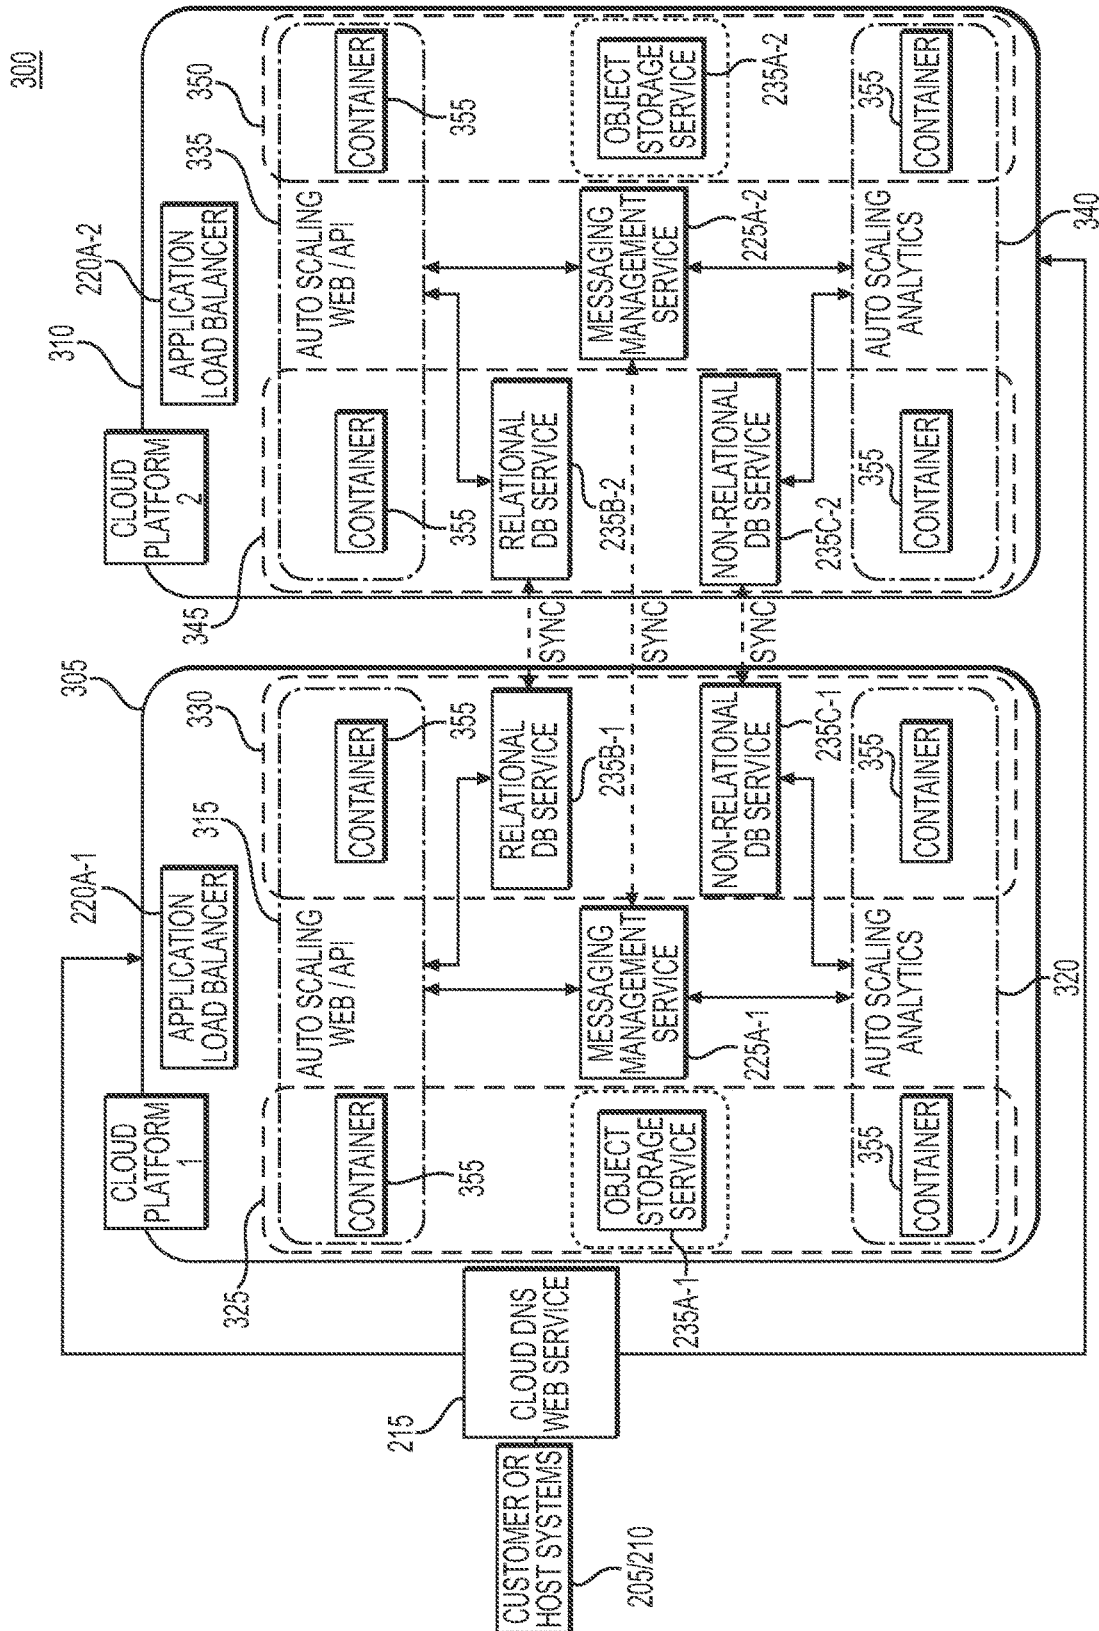 300
CUSTOMER OR
HOST SYSTEMS
205/210
215
CLOUD DNS
WEB SERVICE
CLOUD
PLATFORM
1
305
APPLICATION
LOAD BALANCER
220A-1
325
315
330
AUTO SCALING
WEB / API
CONTAINER
355
CONTAINER
355
RELATIONAL
DB SERVICE
235B-1
OBJECT
STORAGE
SERVICE
235A-1
MESSAGING
MANAGEMENT
SERVICE
225A-1
NON-RELATIONAL
DB SERVICE
235C-1
AUTO SCALING
ANALYTICS
355
CONTAINER
355
CONTAINER
320
SYNC
SYNC
SYNC
CLOUD
PLATFORM
2
310
APPLICATION
LOAD BALANCER
220A-2
345
335
350
AUTO SCALING
WEB / API
CONTAINER
355
CONTAINER
355
RELATIONAL
DB SERVICE
235B-2
MESSAGING
MANAGEMENT
SERVICE
225A-2
OBJECT
STORAGE
SERVICE
235A-2
NON-RELATIONAL
DB SERVICE
235C-2
AUTO SCALING
ANALYTICS
355
CONTAINER
355
CONTAINER
340